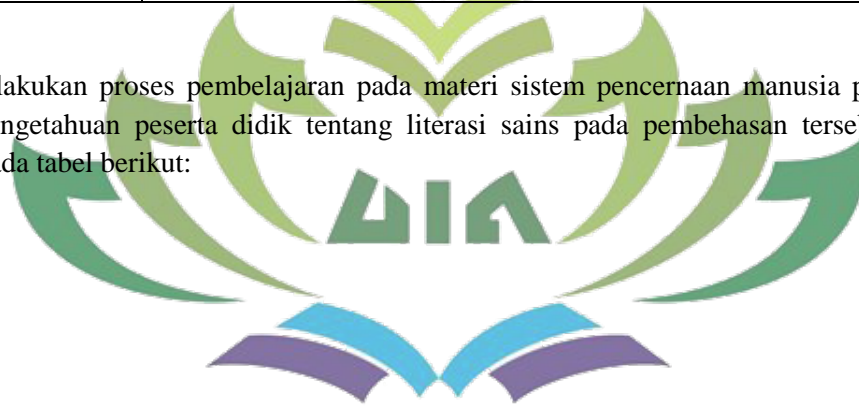 lakukan proses pembelajaran pada materi sistem pencernaan manusia p
ngetahuan peserta didik tentang literasi sains pada pembehasan terse
da tabel berikut:
UIN